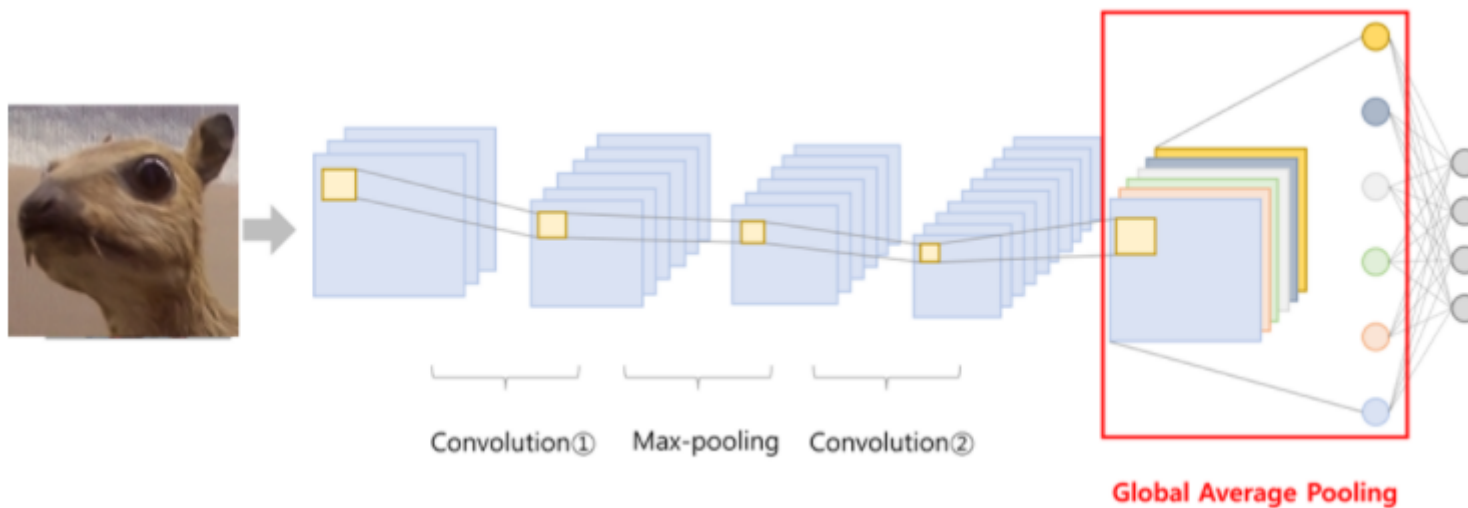 Convolution①
Max-pooling
Convolution②
Global Average Pooling